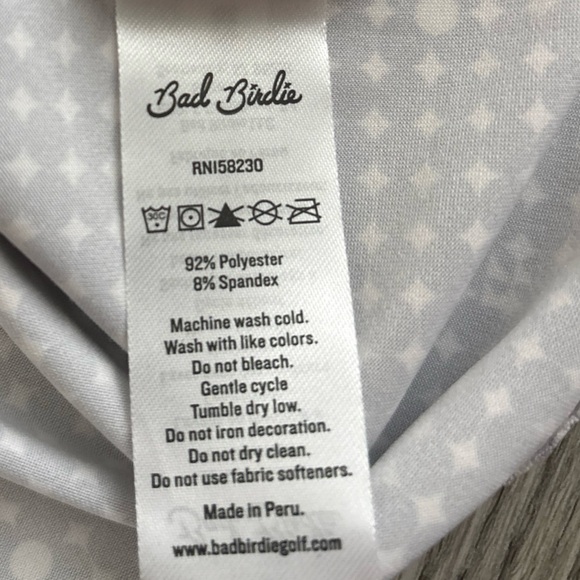 Bad Birdie
RN158230
30C
92% Polyester
8% Spandex
Machine wash cold.
Wash with like colors.
Do not bleach.
Gentle cycle
Tumble dry low.
Do not iron decoration.
Do not dry clean.
Do not use fabric softeners.
Made in Peru.
www.badbirdiegolf.com